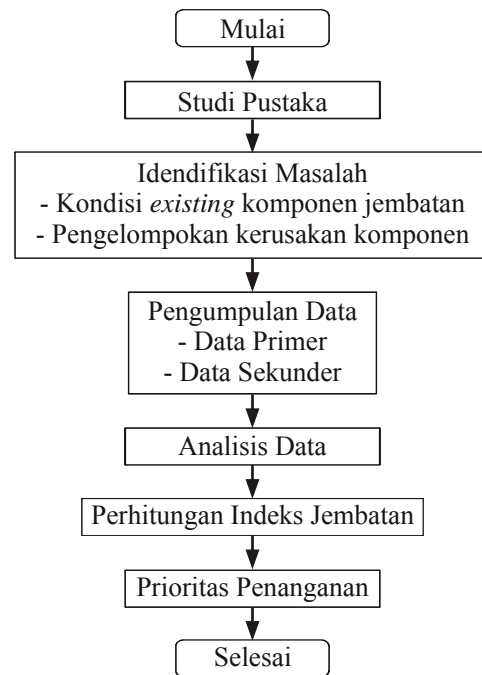 Mulai
Studi Pustaka
Idendifikasi Masalah
- Kondisi existing komponen jembatan
- Pengelompokan kerusakan komponen
Pengumpulan Data
- Data Primer
- Data Sekunder
Analisis Data
Perhitungan Indeks Jembatan
Prioritas Penanganan
Selesai